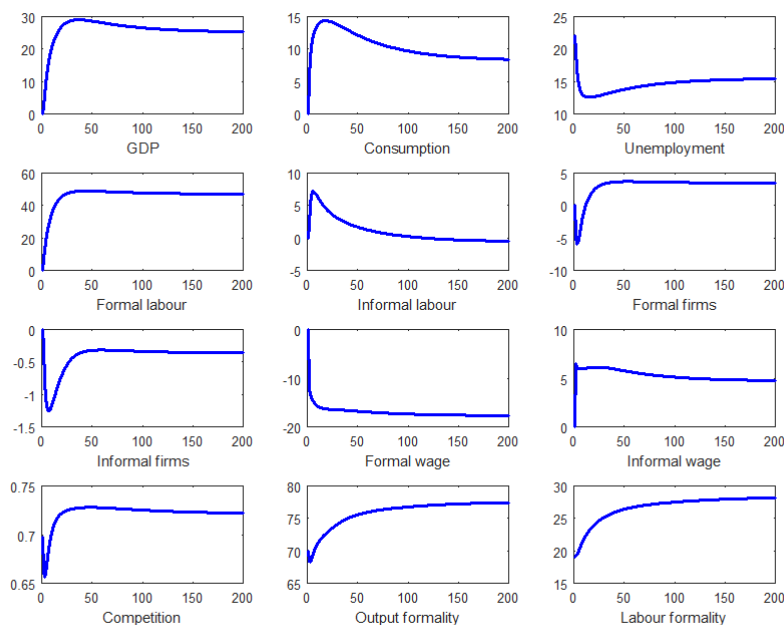 30
20
10
0
0 50 100 150 200
GDP
15
10
5
0
0 50 100 150 200
Consumption
25
20
15
10
0 50 100 150 200
Unemployment
60
40
20
0
0 50 100 150 200
Formal labour
10
5
0
-5
0 50 100 150 200
Informal labour
5
0
-5
-10
0 50 100 150 200
Formal firms
0
-0.5
-1
-1.5
0 50 100 150 200
Informal firms
0
-10
-20
0 50 100 150 200
Formal wage
10
5
0
0 50 100 150 200
Informal wage
0.75
0.7
0.65
0 50 100 150 200
Competition
80
75
70
65
0 50 100 150 200
Output formality
30
25
20
15
0 50 100 150 200
Labour formality